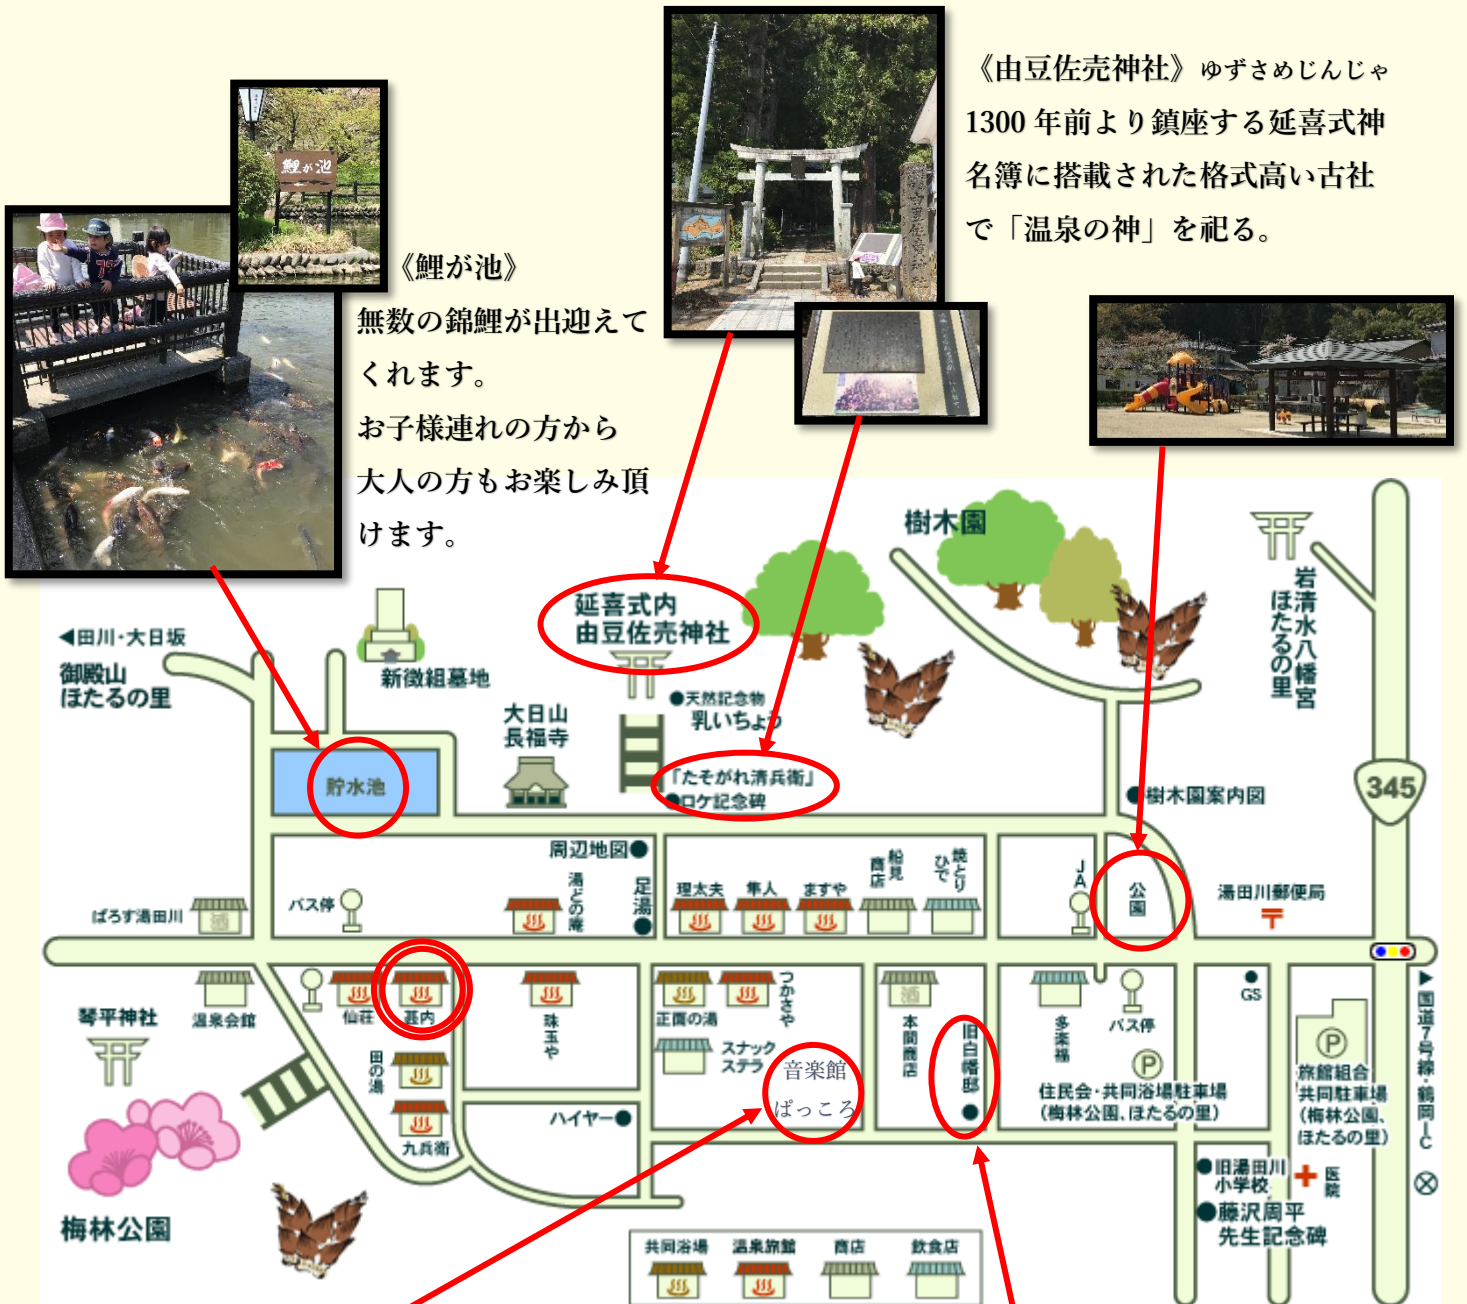 《由豆佐売神社》ゆずさめじんじゃ
1300 年前より鎮座する延喜式神
名簿に搭載された格式高い古社
で「温泉の神」を祀る。
鯉が池
《鯉が池》
無数の錦鯉が出迎えて
くれます。
お子様連れの方から
大人の方もお楽しみ頂
けます。
樹木園
岩清水八幡宮
ほたるの里
延喜式内
由豆佐売神社
◀田川・大日坂
御殿山
ほたるの里
新徴組墓地
大日山
長福寺
●天然記念物
乳いちょう
「たそがれ清兵衛」
●ロケ記念碑
貯水池
345
●樹木園案内図
周辺地図●
湯どの庵
足湯●
理太夫
隼人
ますや
船見
商店
焼とり
ひで
JA
公園
湯田川郵便局
ぱろす湯田川
酒
バス停
琴平神社
温泉会館
仙荘
甚内
珠玉や
正面の湯
つかさや
スナック
ステラ
酒
本間商店
旧白幡邸●
多楽福
バス停
GS
P
住民会・共同浴場駐車場
(梅林公園、ほたるの里)
P
旅館組合
共同駐車場
(梅林公園、
ほたるの里)
▶国道7号線・鶴岡IC
田の湯
九兵衛
ハイヤー●
音楽館
ぱっころ
●旧湯田川
小学校
医院
●藤沢周平
先生記念碑
梅林公園
共同浴場
温泉旅館
商店
飲食店